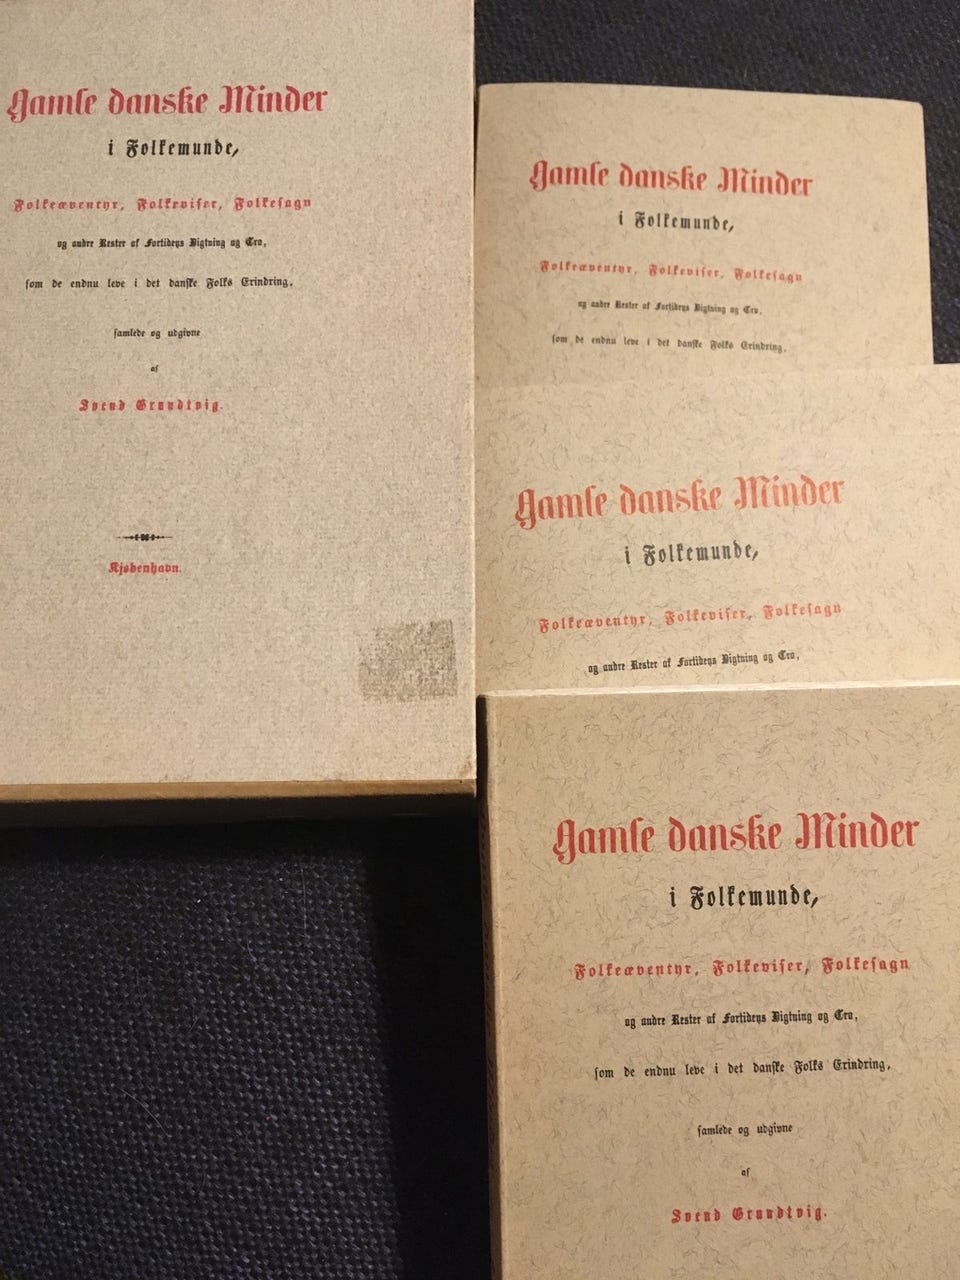 Gamle danske Minder
i Folkemunde,
Folkeæventyr, Folkeviser, Folkesagn
og andre Rester af Fortidens Digtning og Tro,
som de endnu leve i det danske Folks Erindring,
samlede og udgivne
af
Svend Grundtvig.
Kjøbenhavn.
Gamle danske Minder
i Folkemunde,
Folkeæventyr, Folkeviser, Folkesagn
og andre Rester af Fortidens Digtning og Tro,
som de endnu leve i det danske Folks Erindring,
Gamle danske Minder
i Folkemunde,
Folkeæventyr, Folkeviser, Folkesagn
og andre Rester af Fortidens Digtning og Tro,
Gamle danske Minder
i Folkemunde,
Folkeæventyr, Folkeviser, Folkesagn
og andre Rester af Fortidens Digtning og Tro,
som de endnu leve i det danske Folks Erindring,
samlede og udgivne
af
Svend Grundtvig.